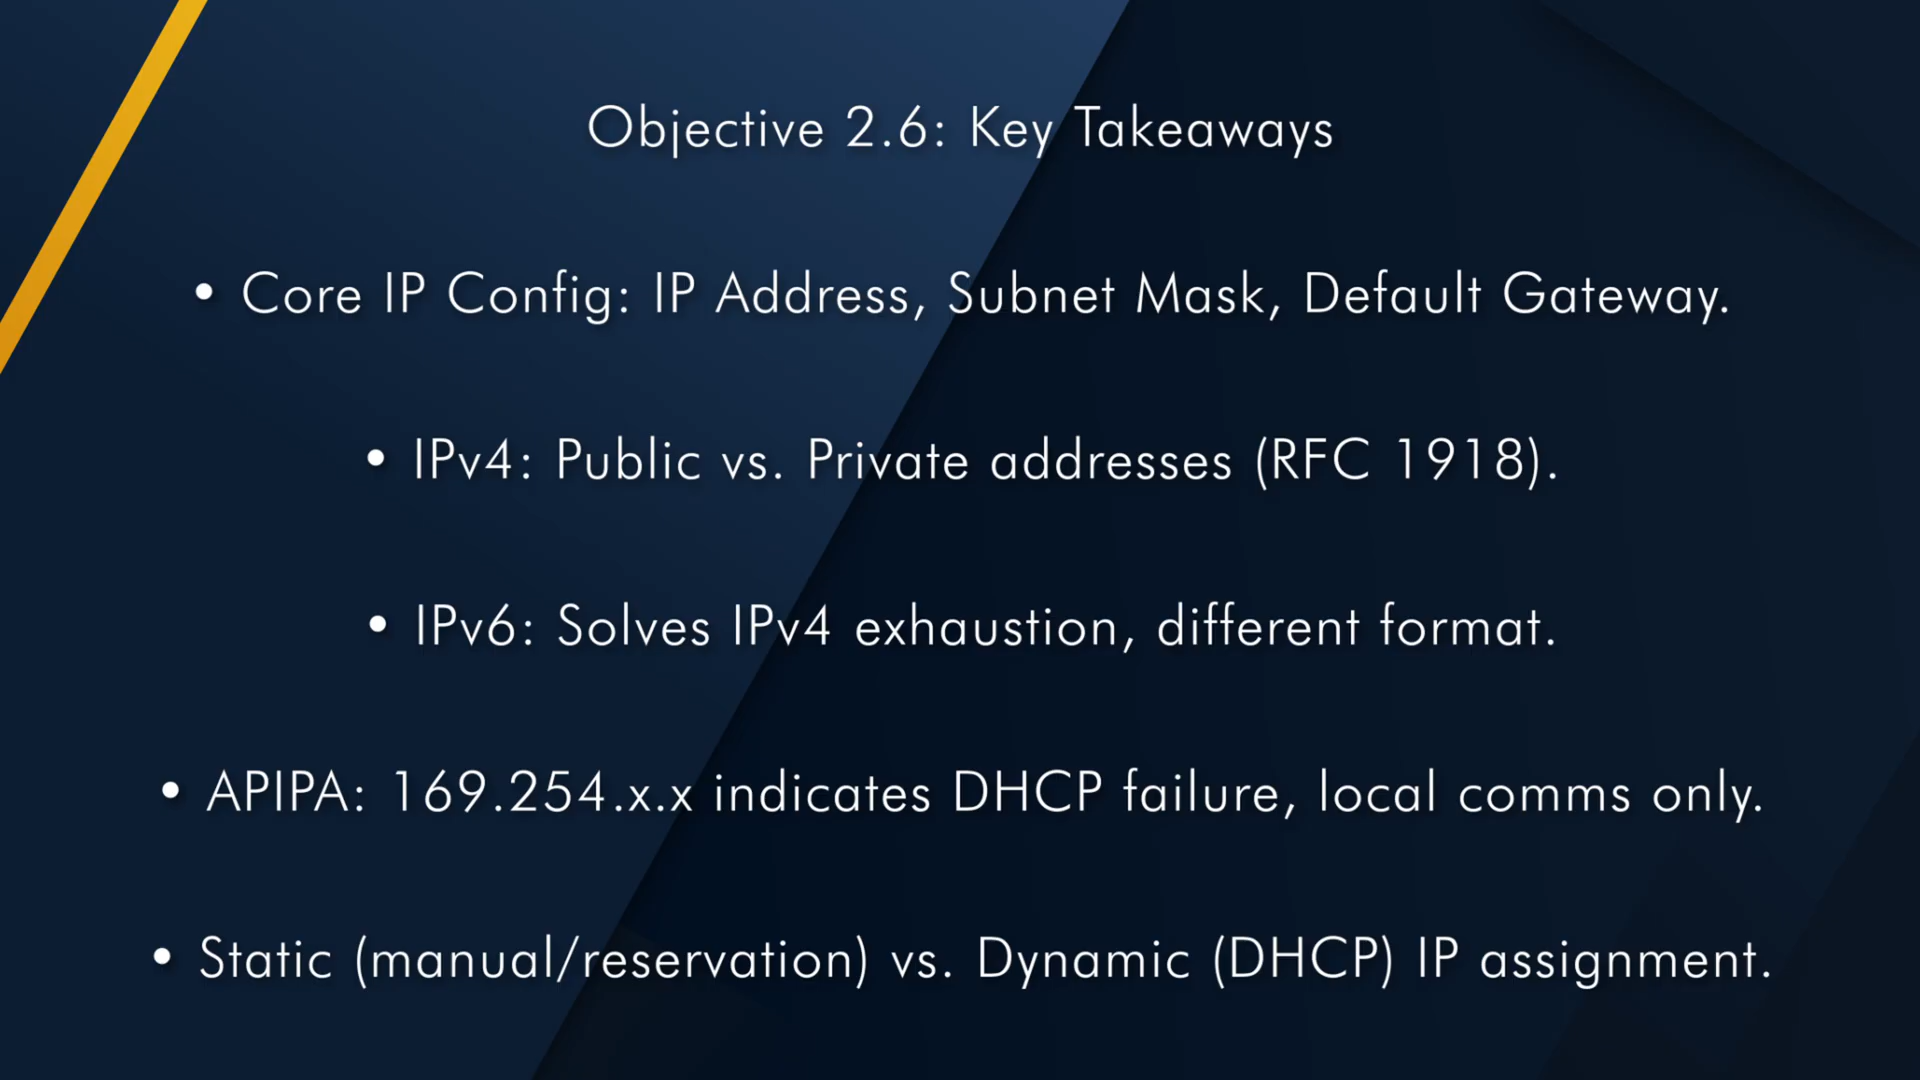 Objective 2.6: Key Takeaways
• Core IP Config: IP Address, Subnet Mask, Default Gateway.
• IPv4: Public vs. Private addresses (RFC 1918).
• IPv6: Solves IPv4 exhaustion, different format.
• APIPA: 169.254.x.x indicates DHCP failure, local comms only.
• Static (manual/reservation) vs. Dynamic (DHCP) IP assignment.